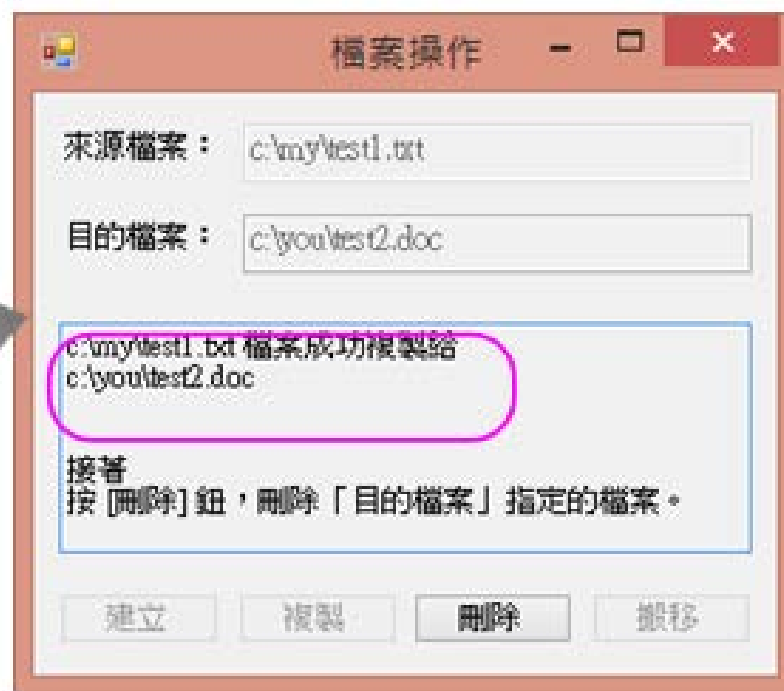 檔案操作
來源檔案：
c:\my\test1.txt
目的檔案：
c:\you\test2.doc
c:\my\test1.txt 檔案成功複製給
c:\you\test2.doc
接著
按 [刪除] 鈕，刪除「目的檔案」指定的檔案。
建立
複製
刪除
搬移